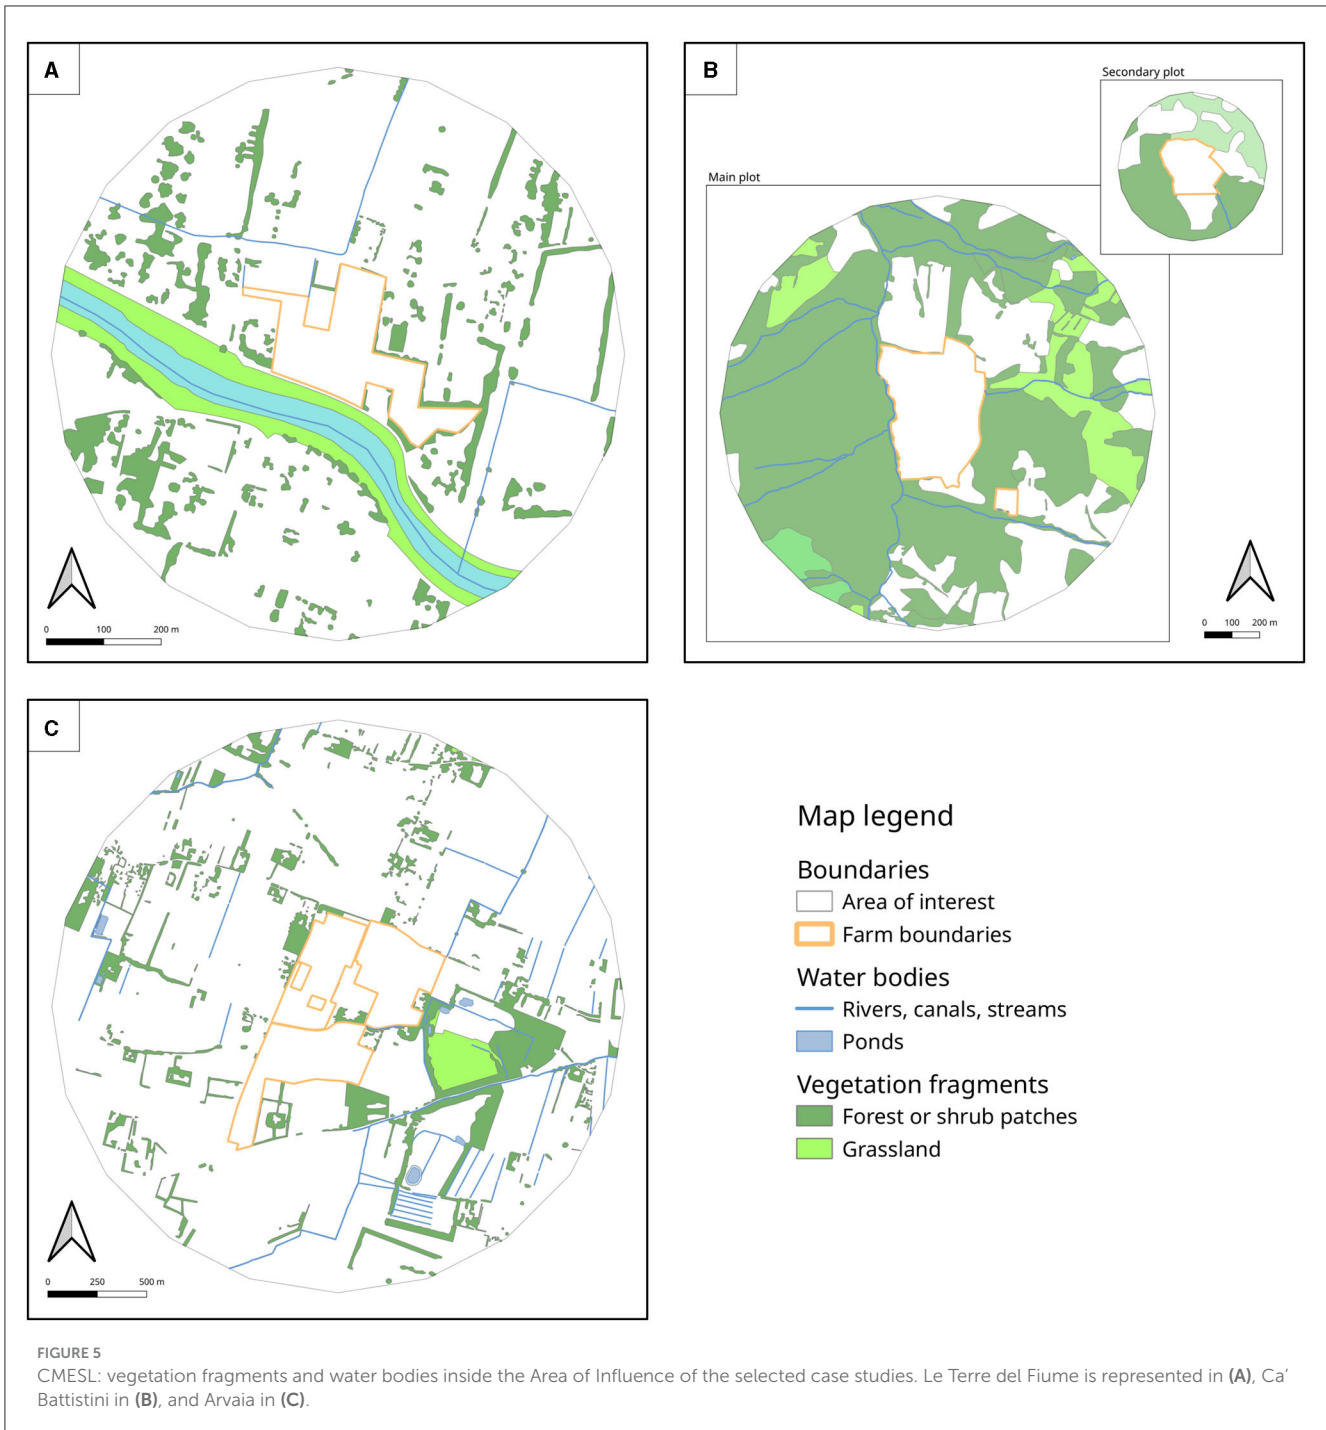 A
0 100 200 m
B
Secondary plot
Main plot
0 100 200 m
C
0 250 500 m
Map legend
Boundaries
Area of interest
Farm boundaries
Water bodies
Rivers, canals, streams
Ponds
Vegetation fragments
Forest or shrub patches
Grassland
FIGURE 5
CMESL: vegetation fragments and water bodies inside the Area of Influence of the selected case studies. Le Terre del Fiume is represented in (A), Ca’
Battistini in (B), and Arvaia in (C).